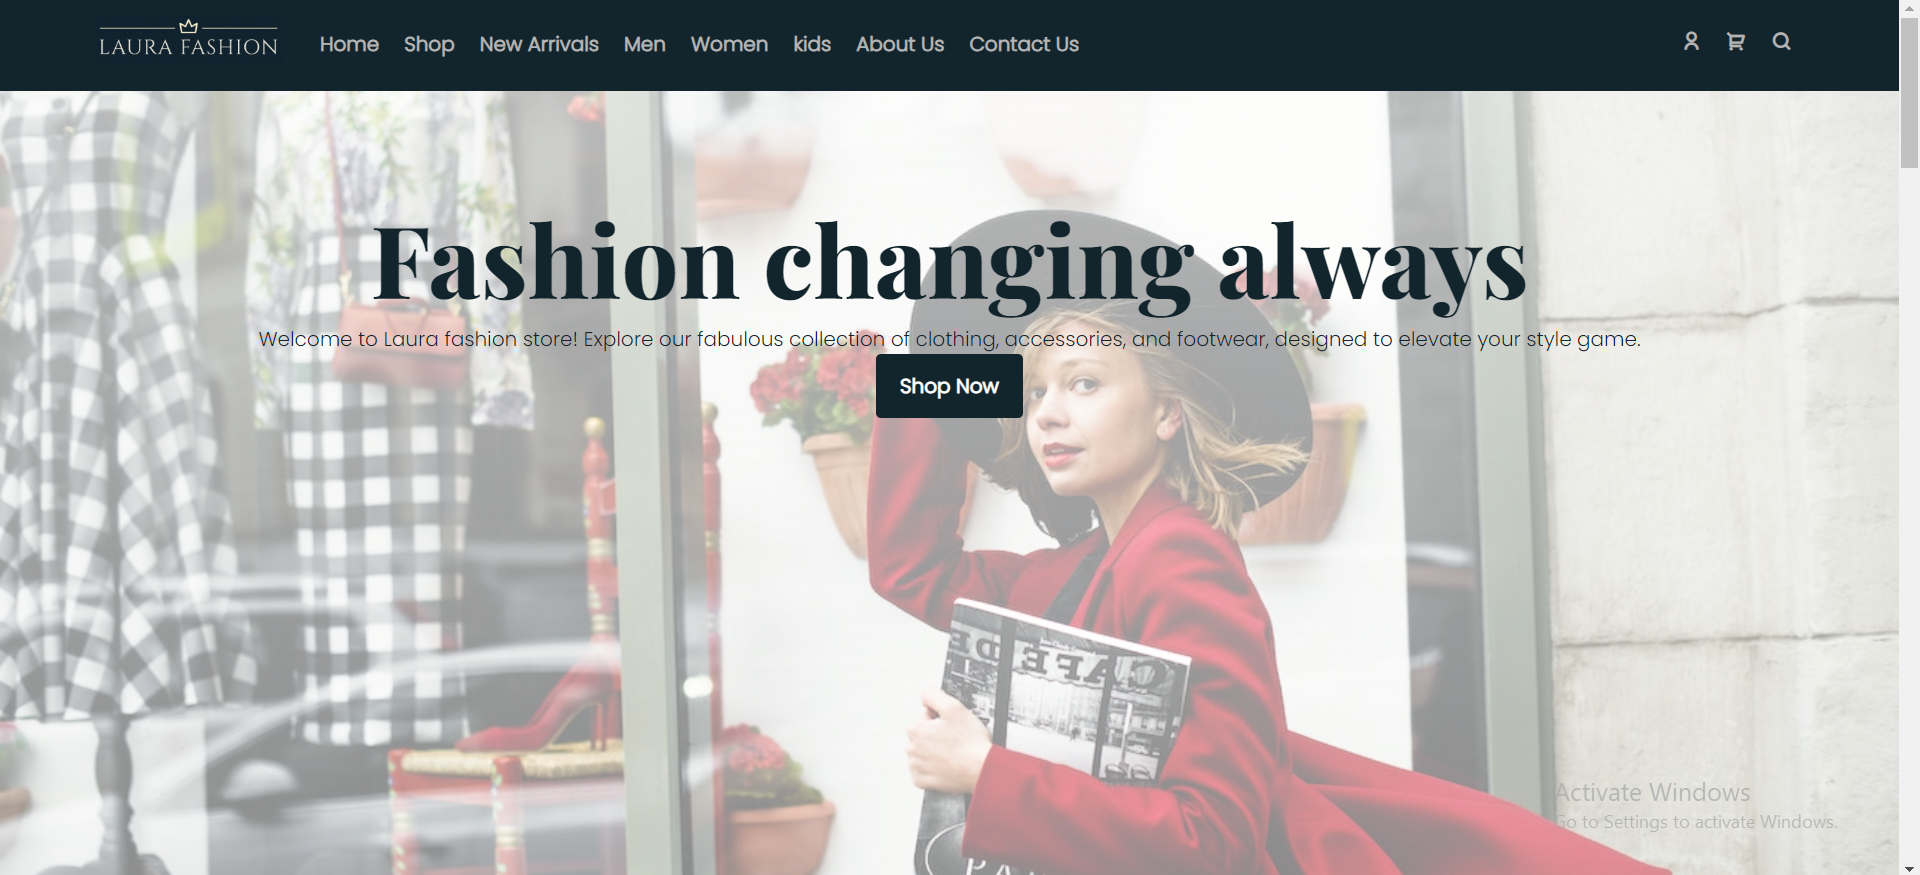 LAURA FASHION
Home Shop New Arrivals Men Women kids About Us Contact Us
Fashion changing always
Welcome to Laura fashion store! Explore our fabulous collection of clothing, accessories, and footwear, designed to elevate your style game.
Shop Now
CAFE DE
PA
Activate Windows
Go to Settings to activate Windows.